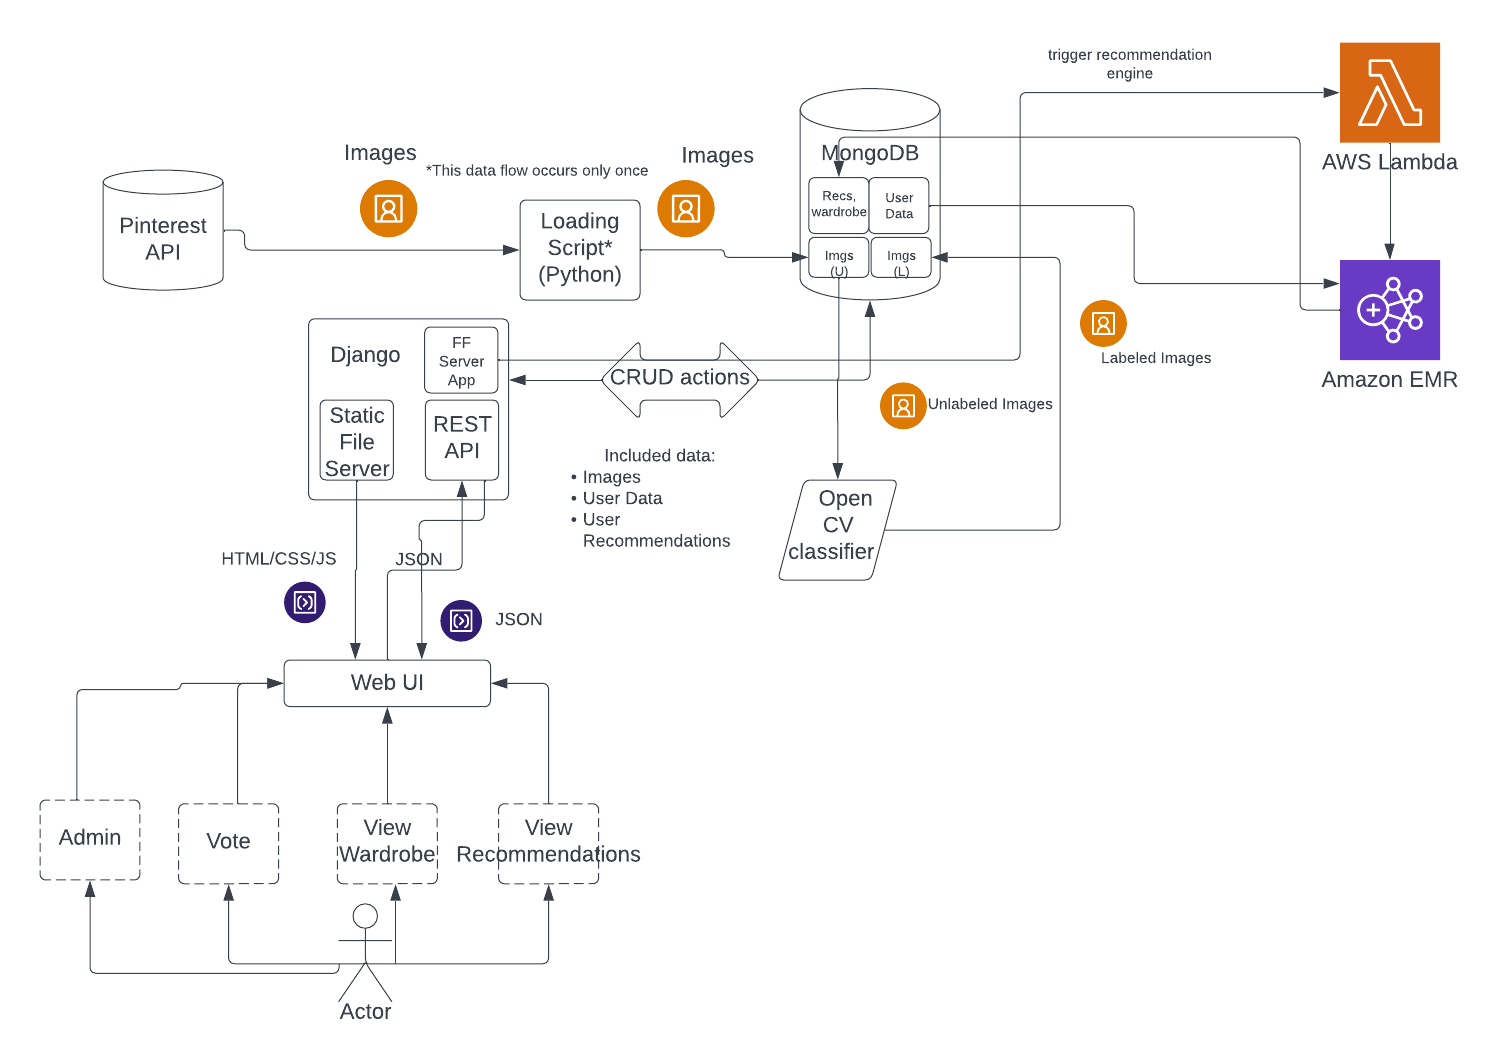 trigger recommendation
engine
AWS Lambda
Images
*This data flow occurs only once
Images
MongoDB
Pinterest
API
Loading
Script*
(Python)
Recs,
wardrobe
User
Data
Imgs
(U)
Imgs
(L)
Labeled Images
Amazon EMR
Django
FF
Server
App
CRUD actions
Static
File
Server
REST
API
Unlabeled Images
Included data:
• Images
• User Data
• User
Recommendations
Open
CV
classifier
HTML/CSS/JS
JSON
JSON
Web UI
Admin
Vote
View
Wardrobe
View
Recommendations
Actor